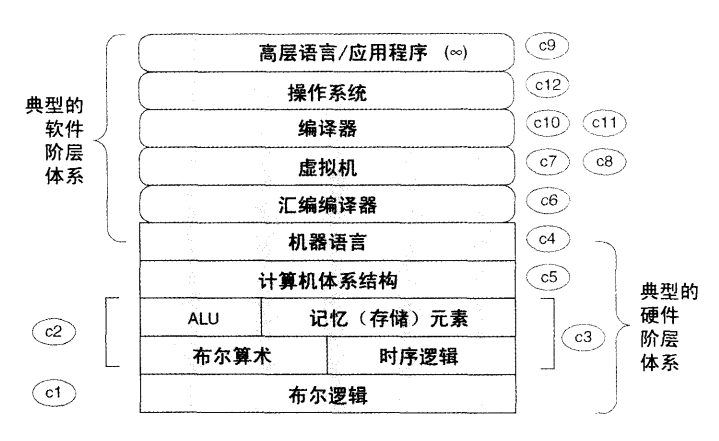 高层语言/应用程序 (∞)
c9
操作系统
c12
典型的
软件
阶层
体系
编译器
c10
c11
虚拟机
c7
c8
汇编编译器
c6
机器语言
c4
计算机体系结构
c5
典型的
硬件
阶层
体系
ALU
记忆（存储）元素
c2
c3
布尔算术
时序逻辑
c1
布尔逻辑